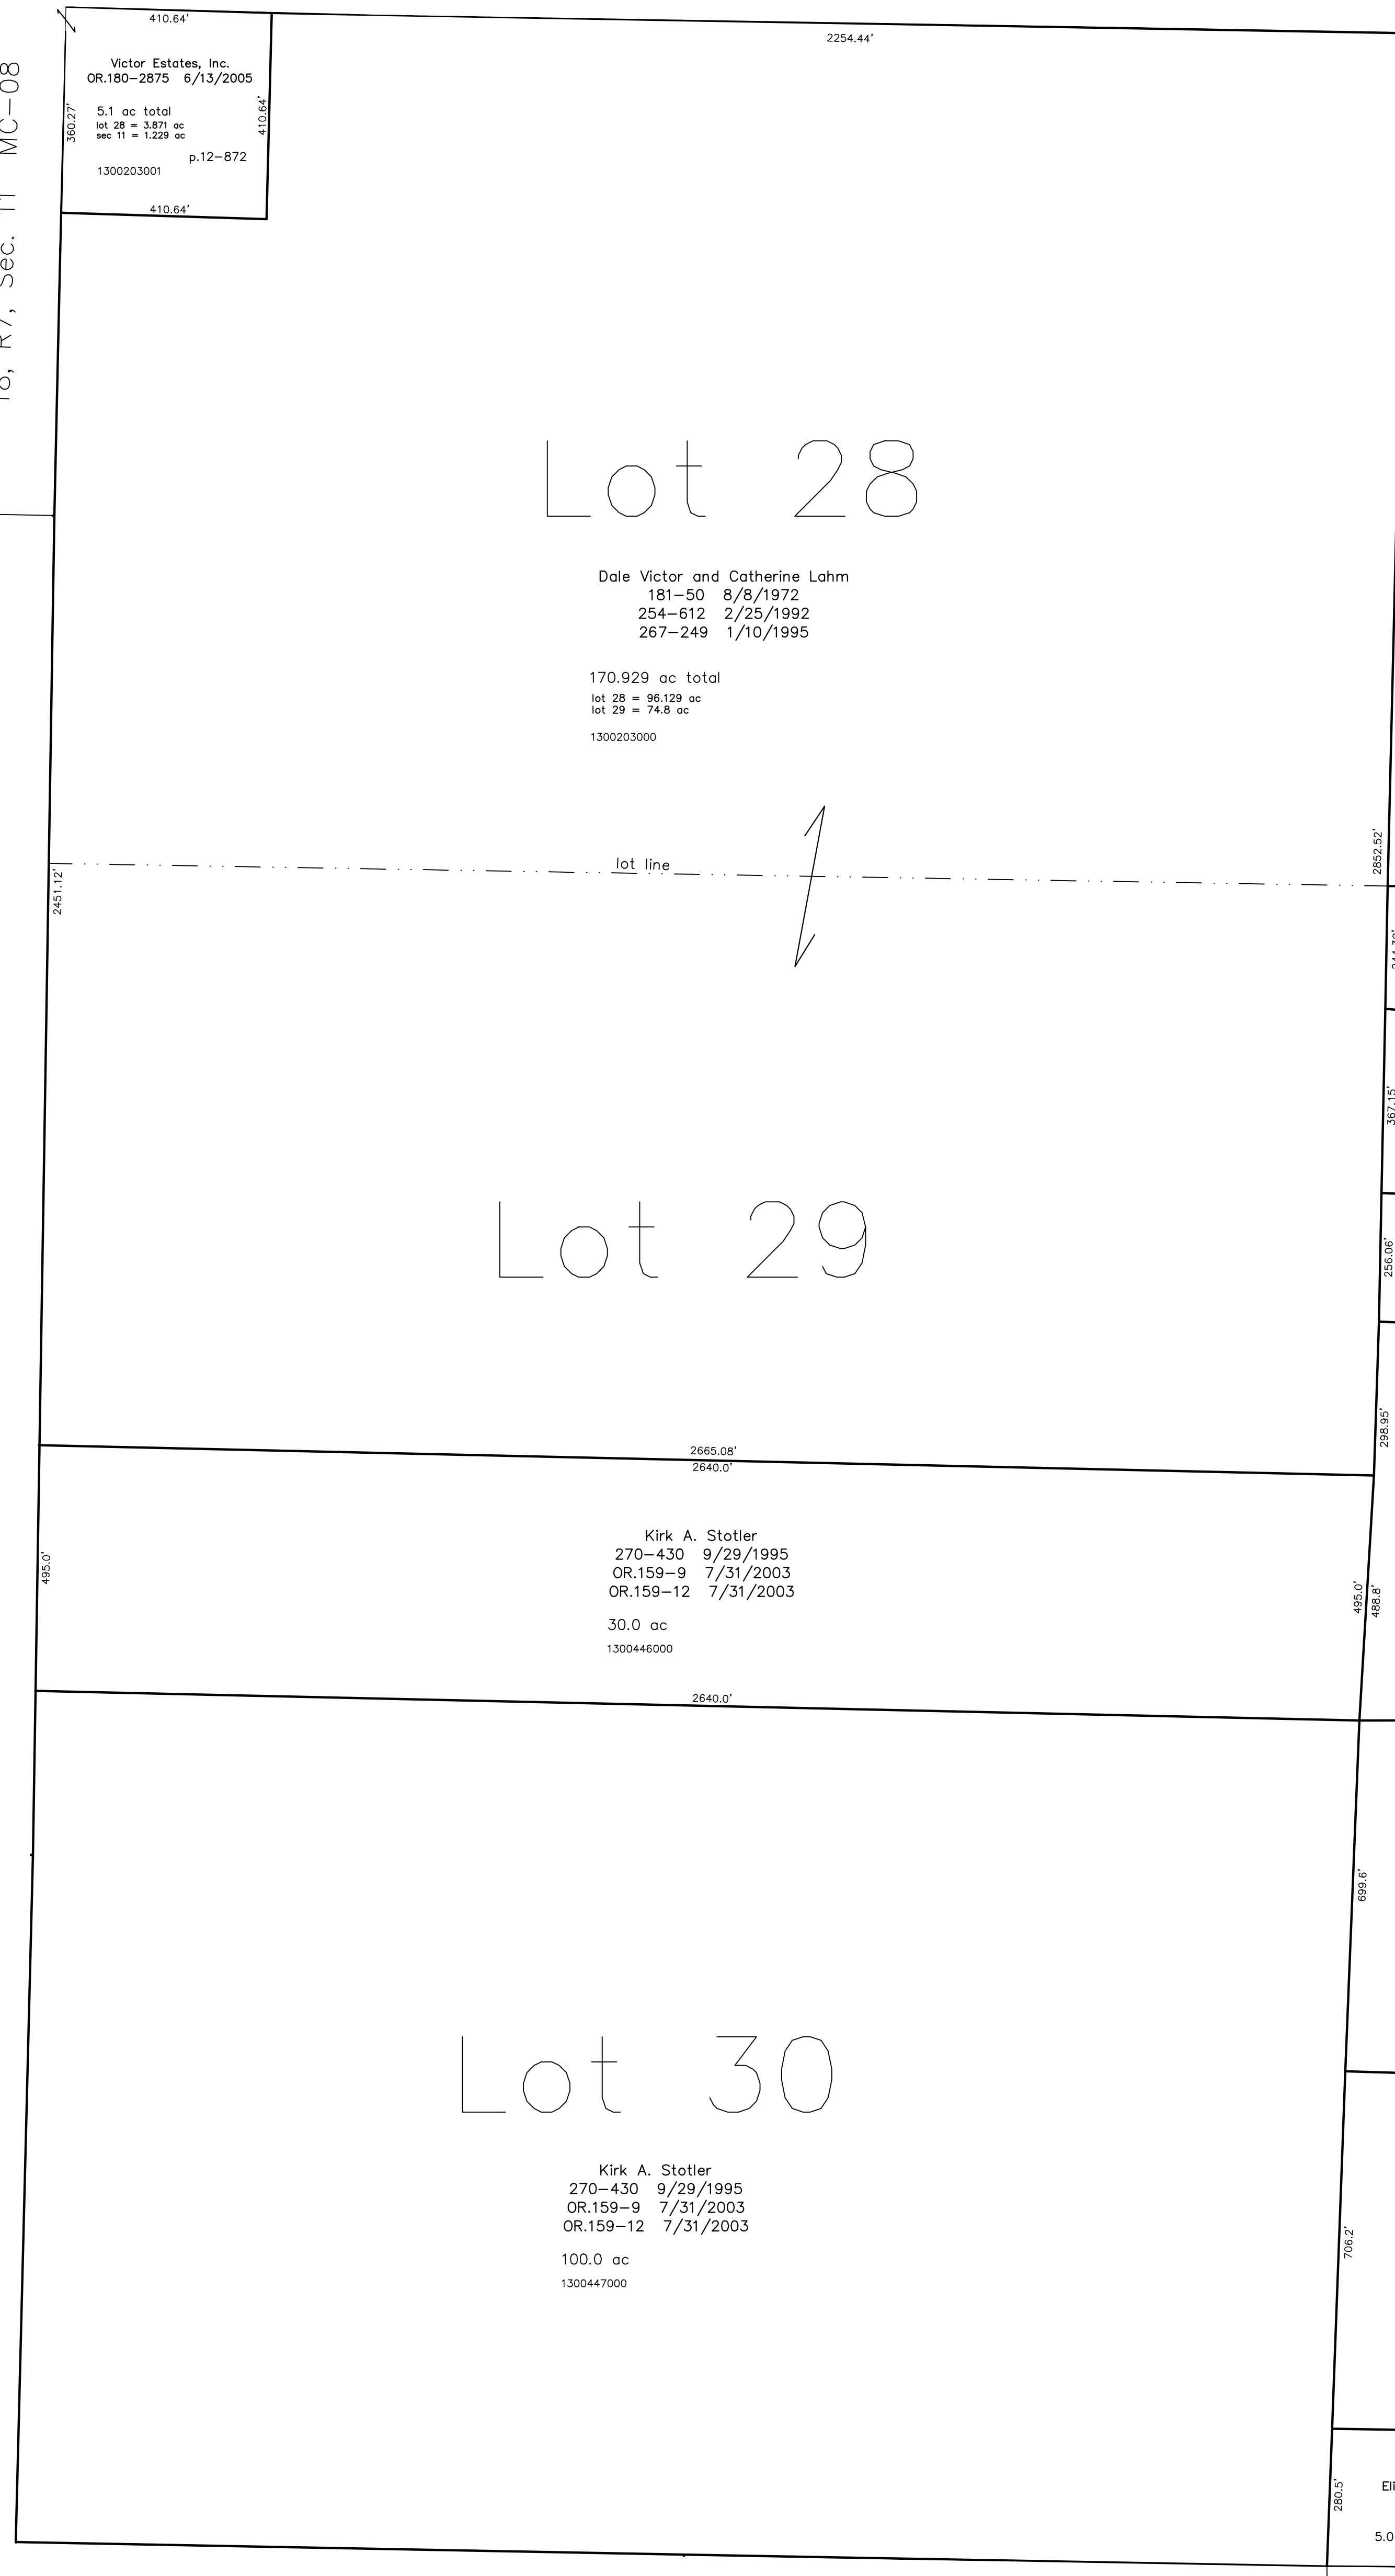 410.64'
2254.44'
Victor Estates, Inc.
OR.180-2875 6/13/2005
5.1 ac total
lot 28 = 3.871 ac
sec 11 = 1.229 ac
p.12-872
1300203001
360.27'
410.64'
410.64'
R7, Sec. 11 MC-08
Lot 28
Dale Victor and Catherine Lahm
181-50 8/8/1972
254-612 2/25/1992
267-249 1/10/1995
170.929 ac total
lot 28 = 96.129 ac
lot 29 = 74.8 ac
1300203000
2852.52'
lot line
2451.12'
367.15'
Lot 29
256.06'
298.95'
2665.08'
2640.0'
Kirk A. Stotler
270-430 9/29/1995
OR.159-9 7/31/2003
OR.159-12 7/31/2003
30.0 ac
1300446000
495.0'
495.0'
488.8'
2640.0'
699.6'
Lot 30
Kirk A. Stotler
270-430 9/29/1995
OR.159-9 7/31/2003
OR.159-12 7/31/2003
100.0 ac
1300447000
706.2'
280.5'
Eli
5.0